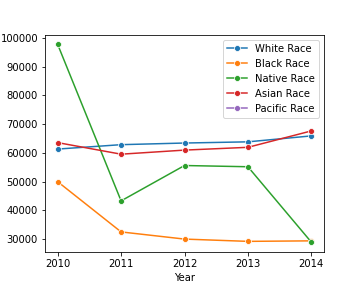 100000
90000
80000
70000
60000
50000
40000
30000
2010 2011 2012 2013 2014
Year
White Race
Black Race
Native Race
Asian Race
Pacific Race